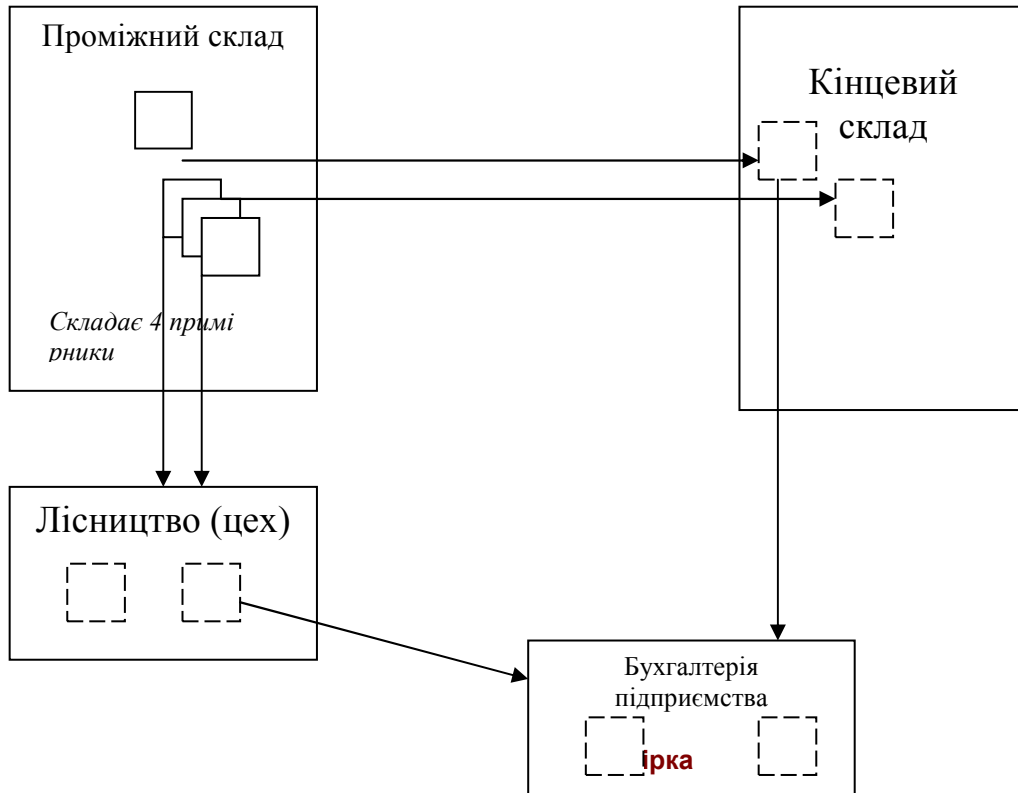 Проміжний склад
Кінцевий
склад
Складає 4 примі
рники
Лісництво (цех)
Бухгалтерія
підприємства
ірка